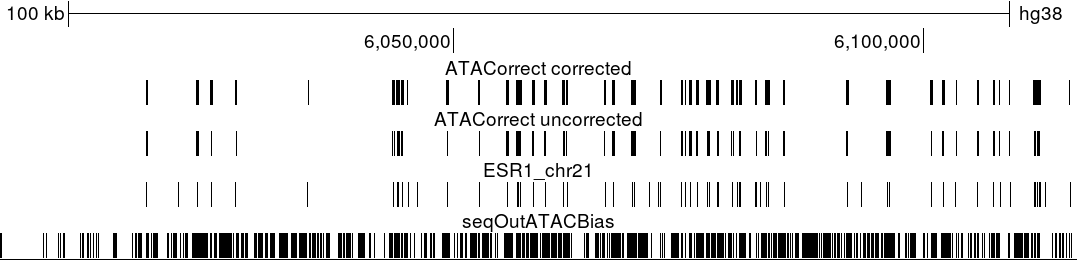 100 kb hg38
6,050,000 6,100,000
ATACorrect corrected
ATACorrect uncorrected
ESR1_chr21
seqOutATACBias